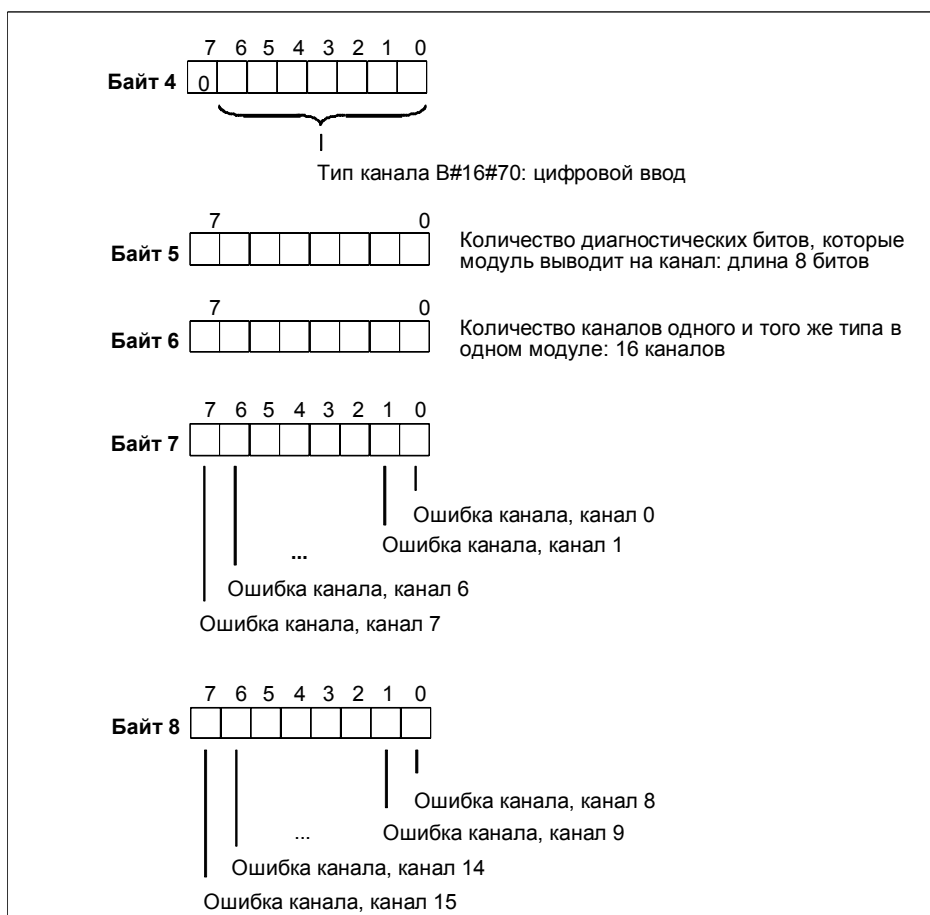 7 6 5 4 3 2 1 0
Байт 4
0
Тип канала B#16#70: цифровой ввод
7 0
Байт 5
Количество диагностических битов, которые
модуль выводит на канал: длина 8 битов
7 0
Байт 6
Количество каналов одного и того же типа в
одном модуле: 16 каналов
7 6 5 4 3 2 1 0
Байт 7
Ошибка канала, канал 0
... Ошибка канала, канал 1
Ошибка канала, канал 6
Ошибка канала, канал 7
7 6 5 4 3 2 1 0
Байт 8
Ошибка канала, канал 8
... Ошибка канала, канал 9
Ошибка канала, канал 14
Ошибка канала, канал 15